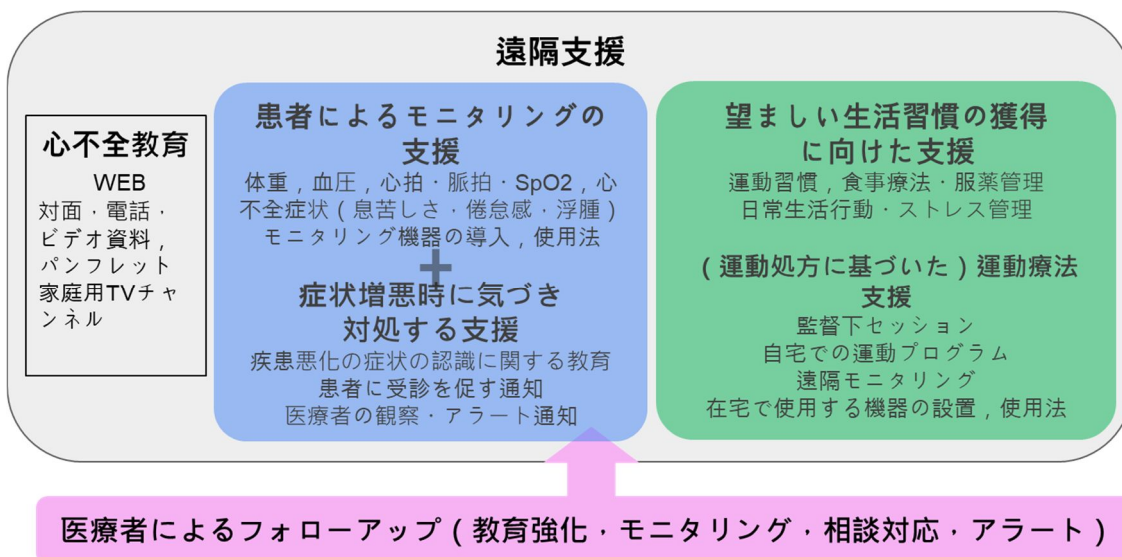 遠隔支援
心不全教育
WEB
対面・電話・
ビデオ資料，
パンフレット
家庭用TVチャ
ンネル
患者によるモニタリングの
支援
体重，血圧，心拍・脈拍・SpO2，心
不全症状（息苦しさ・倦怠感・浮腫）
モニタリング機器の導入，使用法
+
症状増悪時に気づき
対処する支援
疾患悪化の症状の認識に関する教育
患者に受診を促す通知
医療者の観察・アラート通知
望ましい生活習慣の獲得
に向けた支援
運動習慣，食事療法・服薬管理
日常生活行動・ストレス管理
（運動処方に基づいた）運動療法
支援
監督下セッション
自宅での運動プログラム
遠隔モニタリング
在宅で使用する機器の設置，使用法
医療者によるフォローアップ（教育強化・モニタリング・相談対応・アラート）